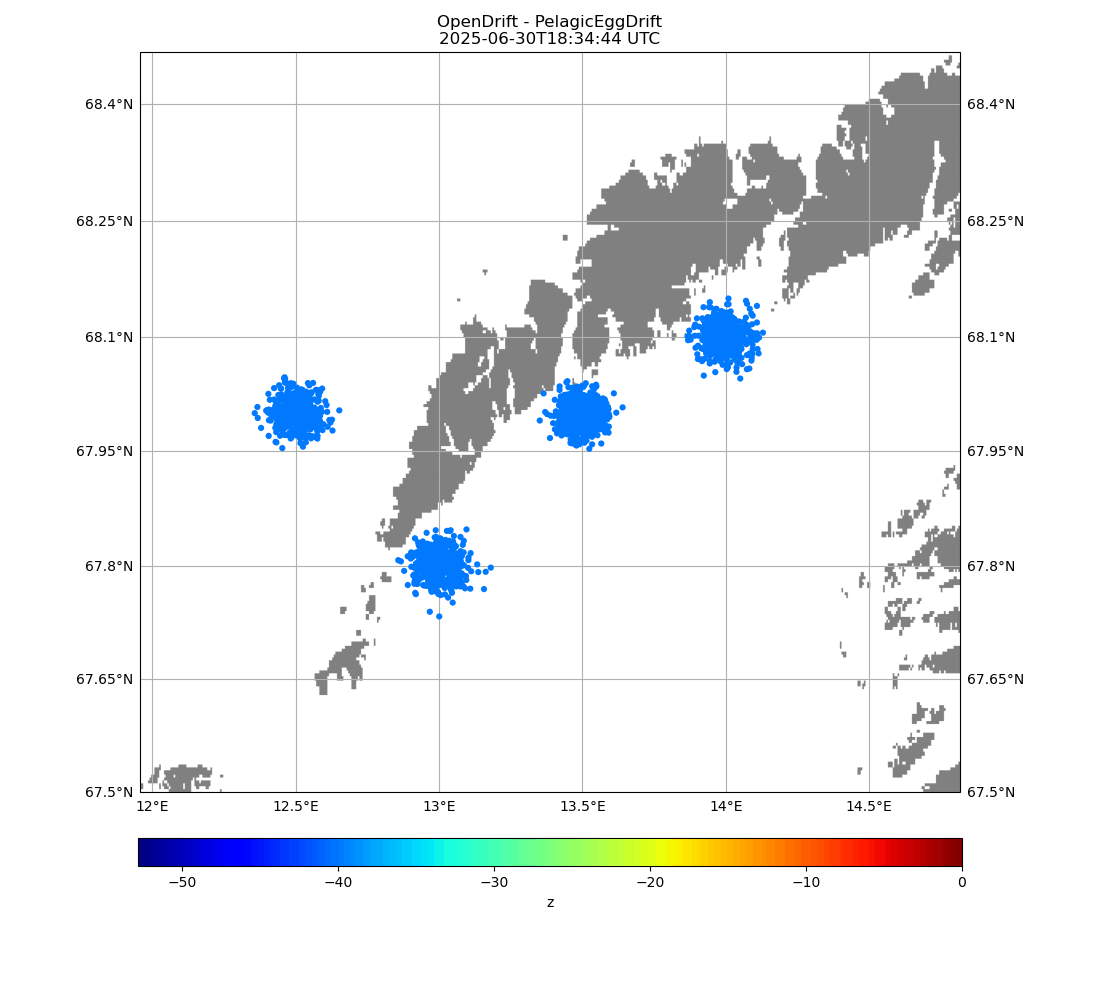 OpenDrift - PelagicEggDrift
2025-06-30T18:34:44 UTC
68.4°N 68.4°N
68.25°N 68.25°N
68.1°N 68.1°N
67.95°N 67.95°N
67.8°N 67.8°N
67.65°N 67.65°N
67.5°N 67.5°N
12°E 12.5°E 13°E 13.5°E 14°E 14.5°E
−50 −40 −30 −20 −10 0
z